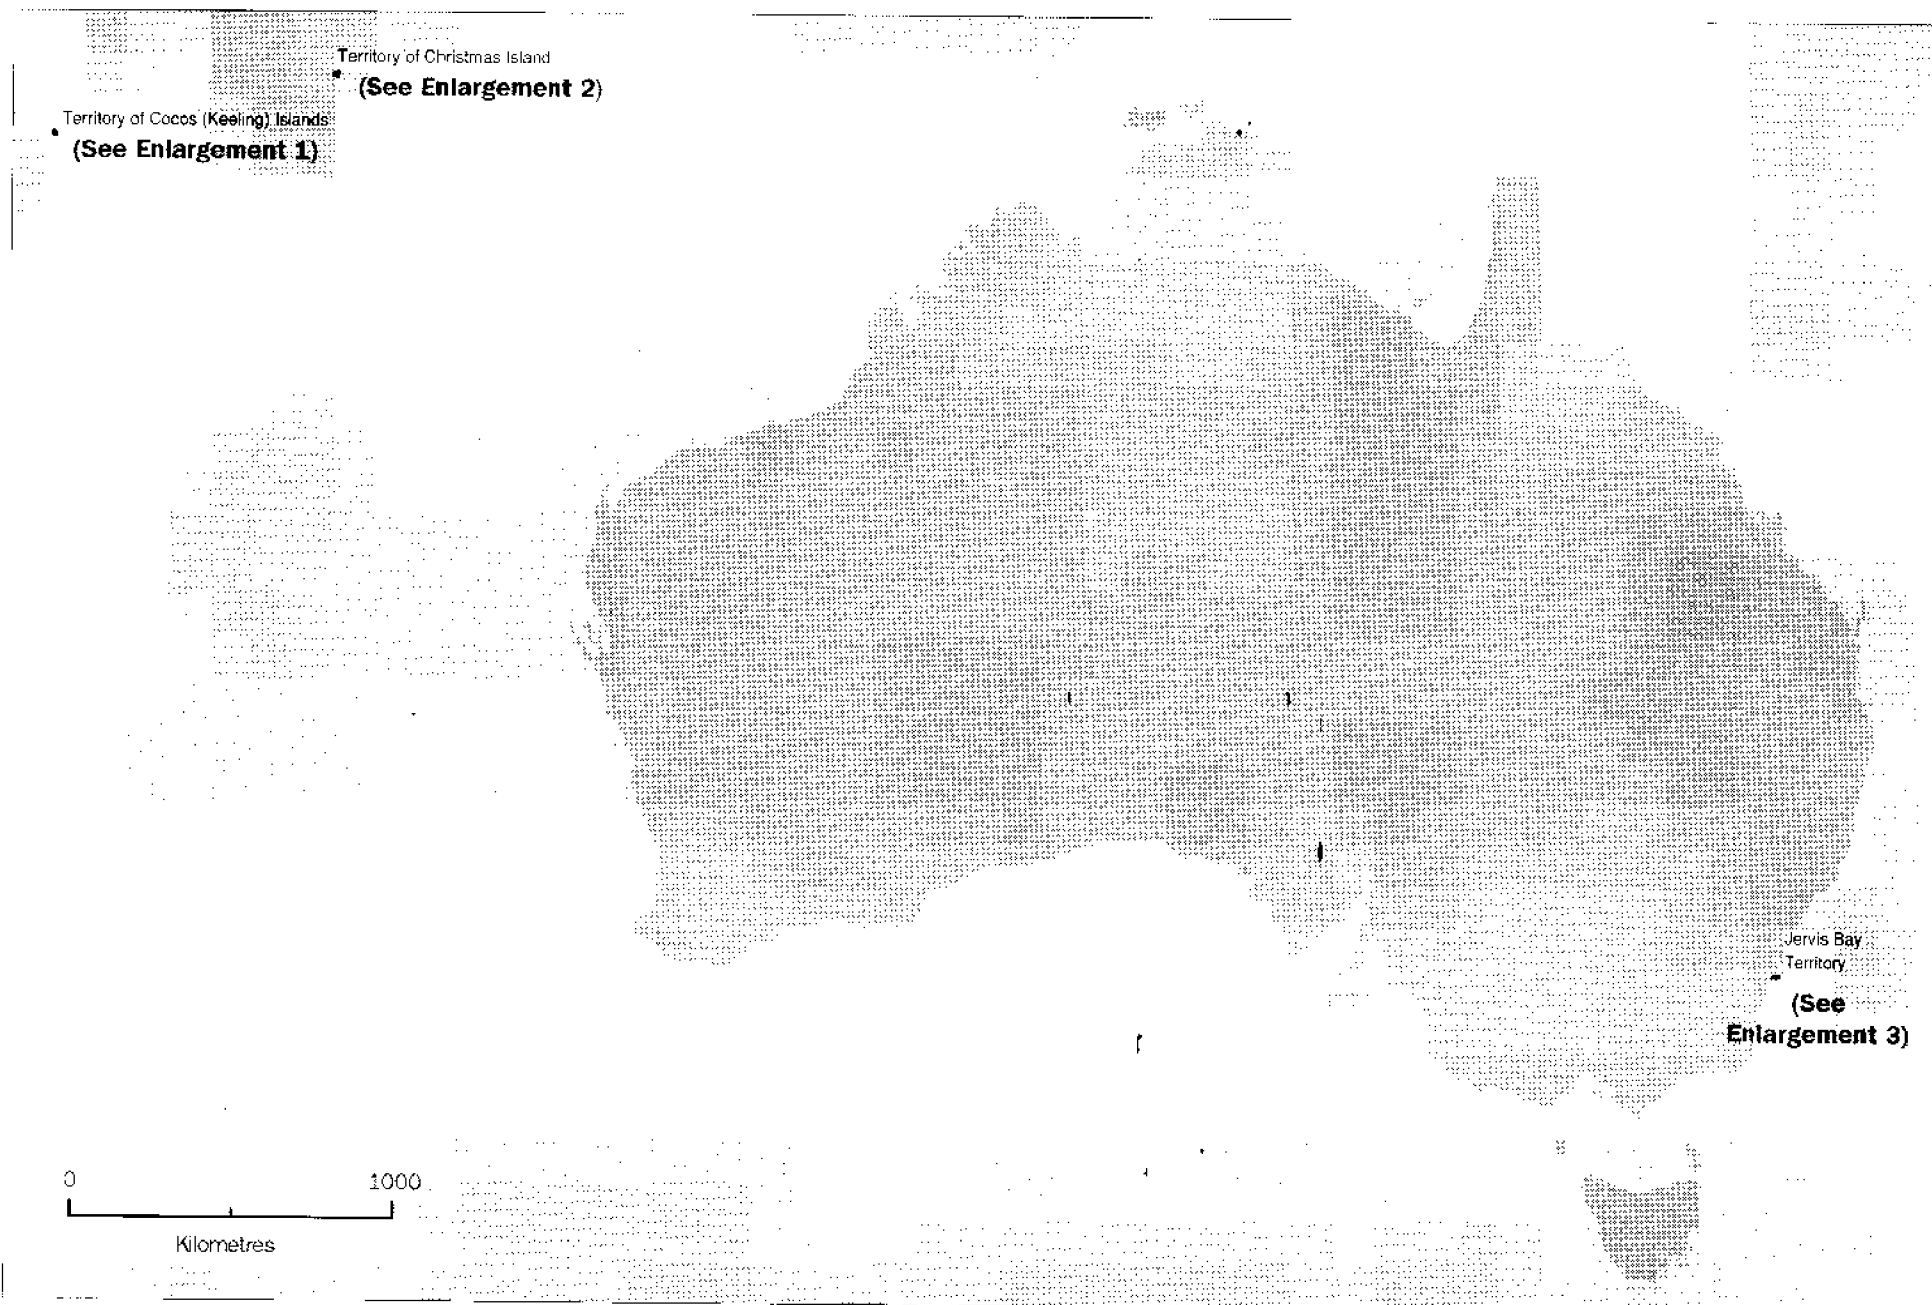 Territory of Christmas Island
(See Enlargement 2)
Territory of Cocos (Keeling) Islands
(See Enlargement 1)
Jervis Bay
Territory
(See
Enlargement 3)
0 1000
Kilometres